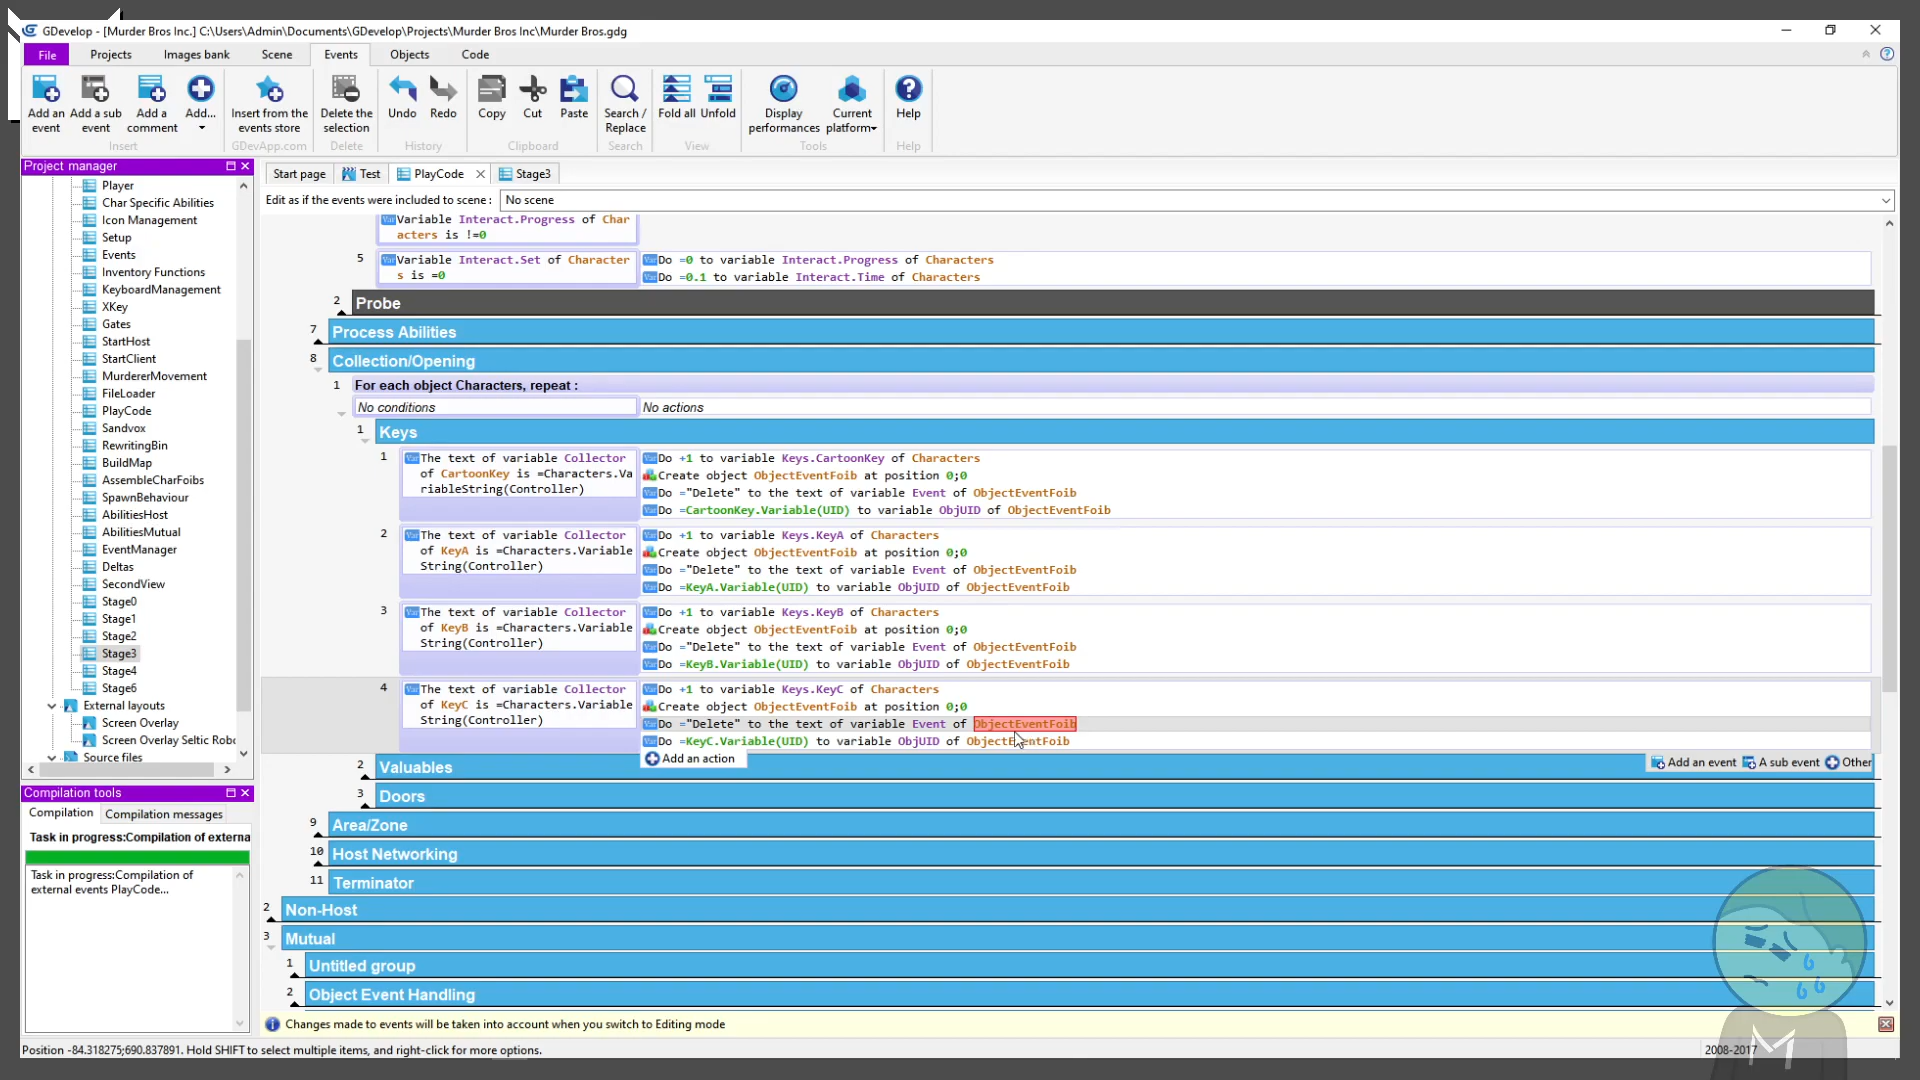 GDevelop - [Murder Bros Inc.] C:\Users\Admin\Documents\GDevelop\Projects\Murder Bros Inc\Murder Bros.gdg
File
Projects
Images bank
Scene
Events
Objects
Code
Add an event
Add a sub event
Add a comment
Add...
Insert from the events store
Delete the selection
Undo
Redo
Copy
Cut
Paste
Search / Replace
Fold all
Unfold
Display performances
Current platform
Help
Insert
GDevApp.com
Delete
History
Clipboard
Search
View
Tools
Help
Project manager
Player
Char Specific Abilities
Icon Management
Setup
Events
Inventory Functions
KeyboardManagement
XKey
Gates
StartHost
StartClient
MurdererMovement
FileLoader
PlayCode
Sandvox
RewritingBin
BuildMap
AssembleCharFoibs
SpawnBehaviour
AbilitiesHost
AbilitiesMutual
EventManager
Deltas
SecondView
Stage0
Stage1
Stage2
Stage3
Stage4
Stage6
External layouts
Screen Overlay
Screen Overlay Seltic Robo
Source files
Compilation tools
Compilation
Compilation messages
Task in progress:Compilation of externa
Task in progress:Compilation of
external events PlayCode...
Start page
Test
PlayCode
Stage3
Edit as if the events were included to scene :
No scene
Variable Interact.Progress of Char
acters is !=0
5
Variable Interact.Set of Character
s is =0
Do =0 to variable Interact.Progress of Characters
Do =0.1 to variable Interact.Time of Characters
2 Probe
7 Process Abilities
8 Collection/Opening
1 For each object Characters, repeat :
No conditions
No actions
1 Keys
1
The text of variable Collector
of CartoonKey is =Characters.Va
riableString(Controller)
Do +1 to variable Keys.CartoonKey of Characters
Create object ObjectEventFoib at position 0;0
Do ="Delete" to the text of variable Event of ObjectEventFoib
Do =CartoonKey.Variable(UID) to variable ObjUID of ObjectEventFoib
2
The text of variable Collector
of KeyA is =Characters.Variable
String(Controller)
Do +1 to variable Keys.KeyA of Characters
Create object ObjectEventFoib at position 0;0
Do ="Delete" to the text of variable Event of ObjectEventFoib
Do =KeyA.Variable(UID) to variable ObjUID of ObjectEventFoib
3
The text of variable Collector
of KeyB is =Characters.Variable
String(Controller)
Do +1 to variable Keys.KeyB of Characters
Create object ObjectEventFoib at position 0;0
Do ="Delete" to the text of variable Event of ObjectEventFoib
Do =KeyB.Variable(UID) to variable ObjUID of ObjectEventFoib
4
The text of variable Collector
of KeyC is =Characters.Variable
String(Controller)
Do +1 to variable Keys.KeyC of Characters
Create object ObjectEventFoib at position 0;0
Do ="Delete" to the text of variable Event of ObjectEventFoib
Do =KeyC.Variable(UID) to variable ObjUID of ObjectEventFoib
Add an action
2 Valuables
Add an event
A sub event
Other
3 Doors
9 Area/Zone
10 Host Networking
11 Terminator
2 Non-Host
3 Mutual
1 Untitled group
2 Object Event Handling
Changes made to events will be taken into account when you switch to Editing mode
Position -84.318275;690.837891. Hold SHIFT to select multiple items, and right-click for more options.
2008-2017